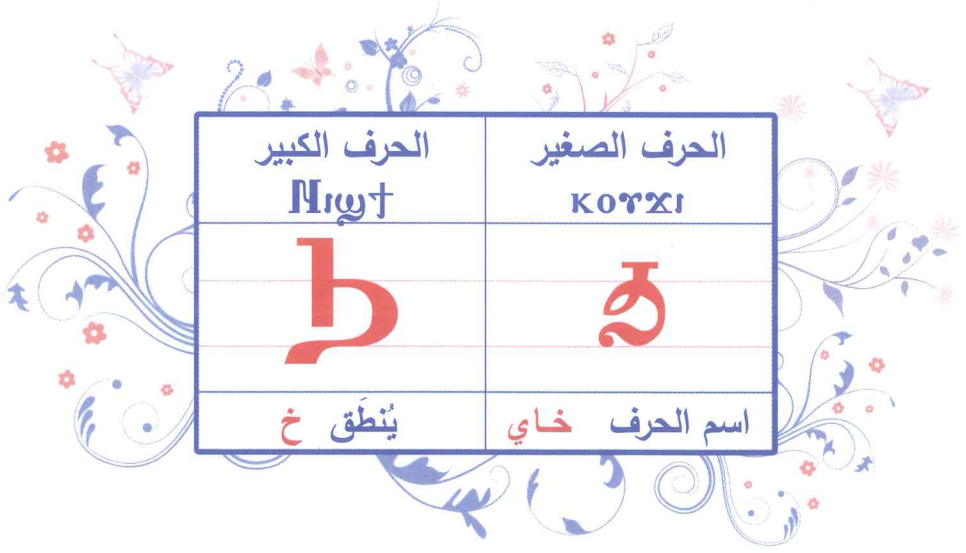 الحرف الصغير
ⲕⲟⲩϫⲓ
الحرف الكبير
Ⲛⲓϣϯ
ϧ
Ϧ
اسم الحرف خاي
يُنطَق خ